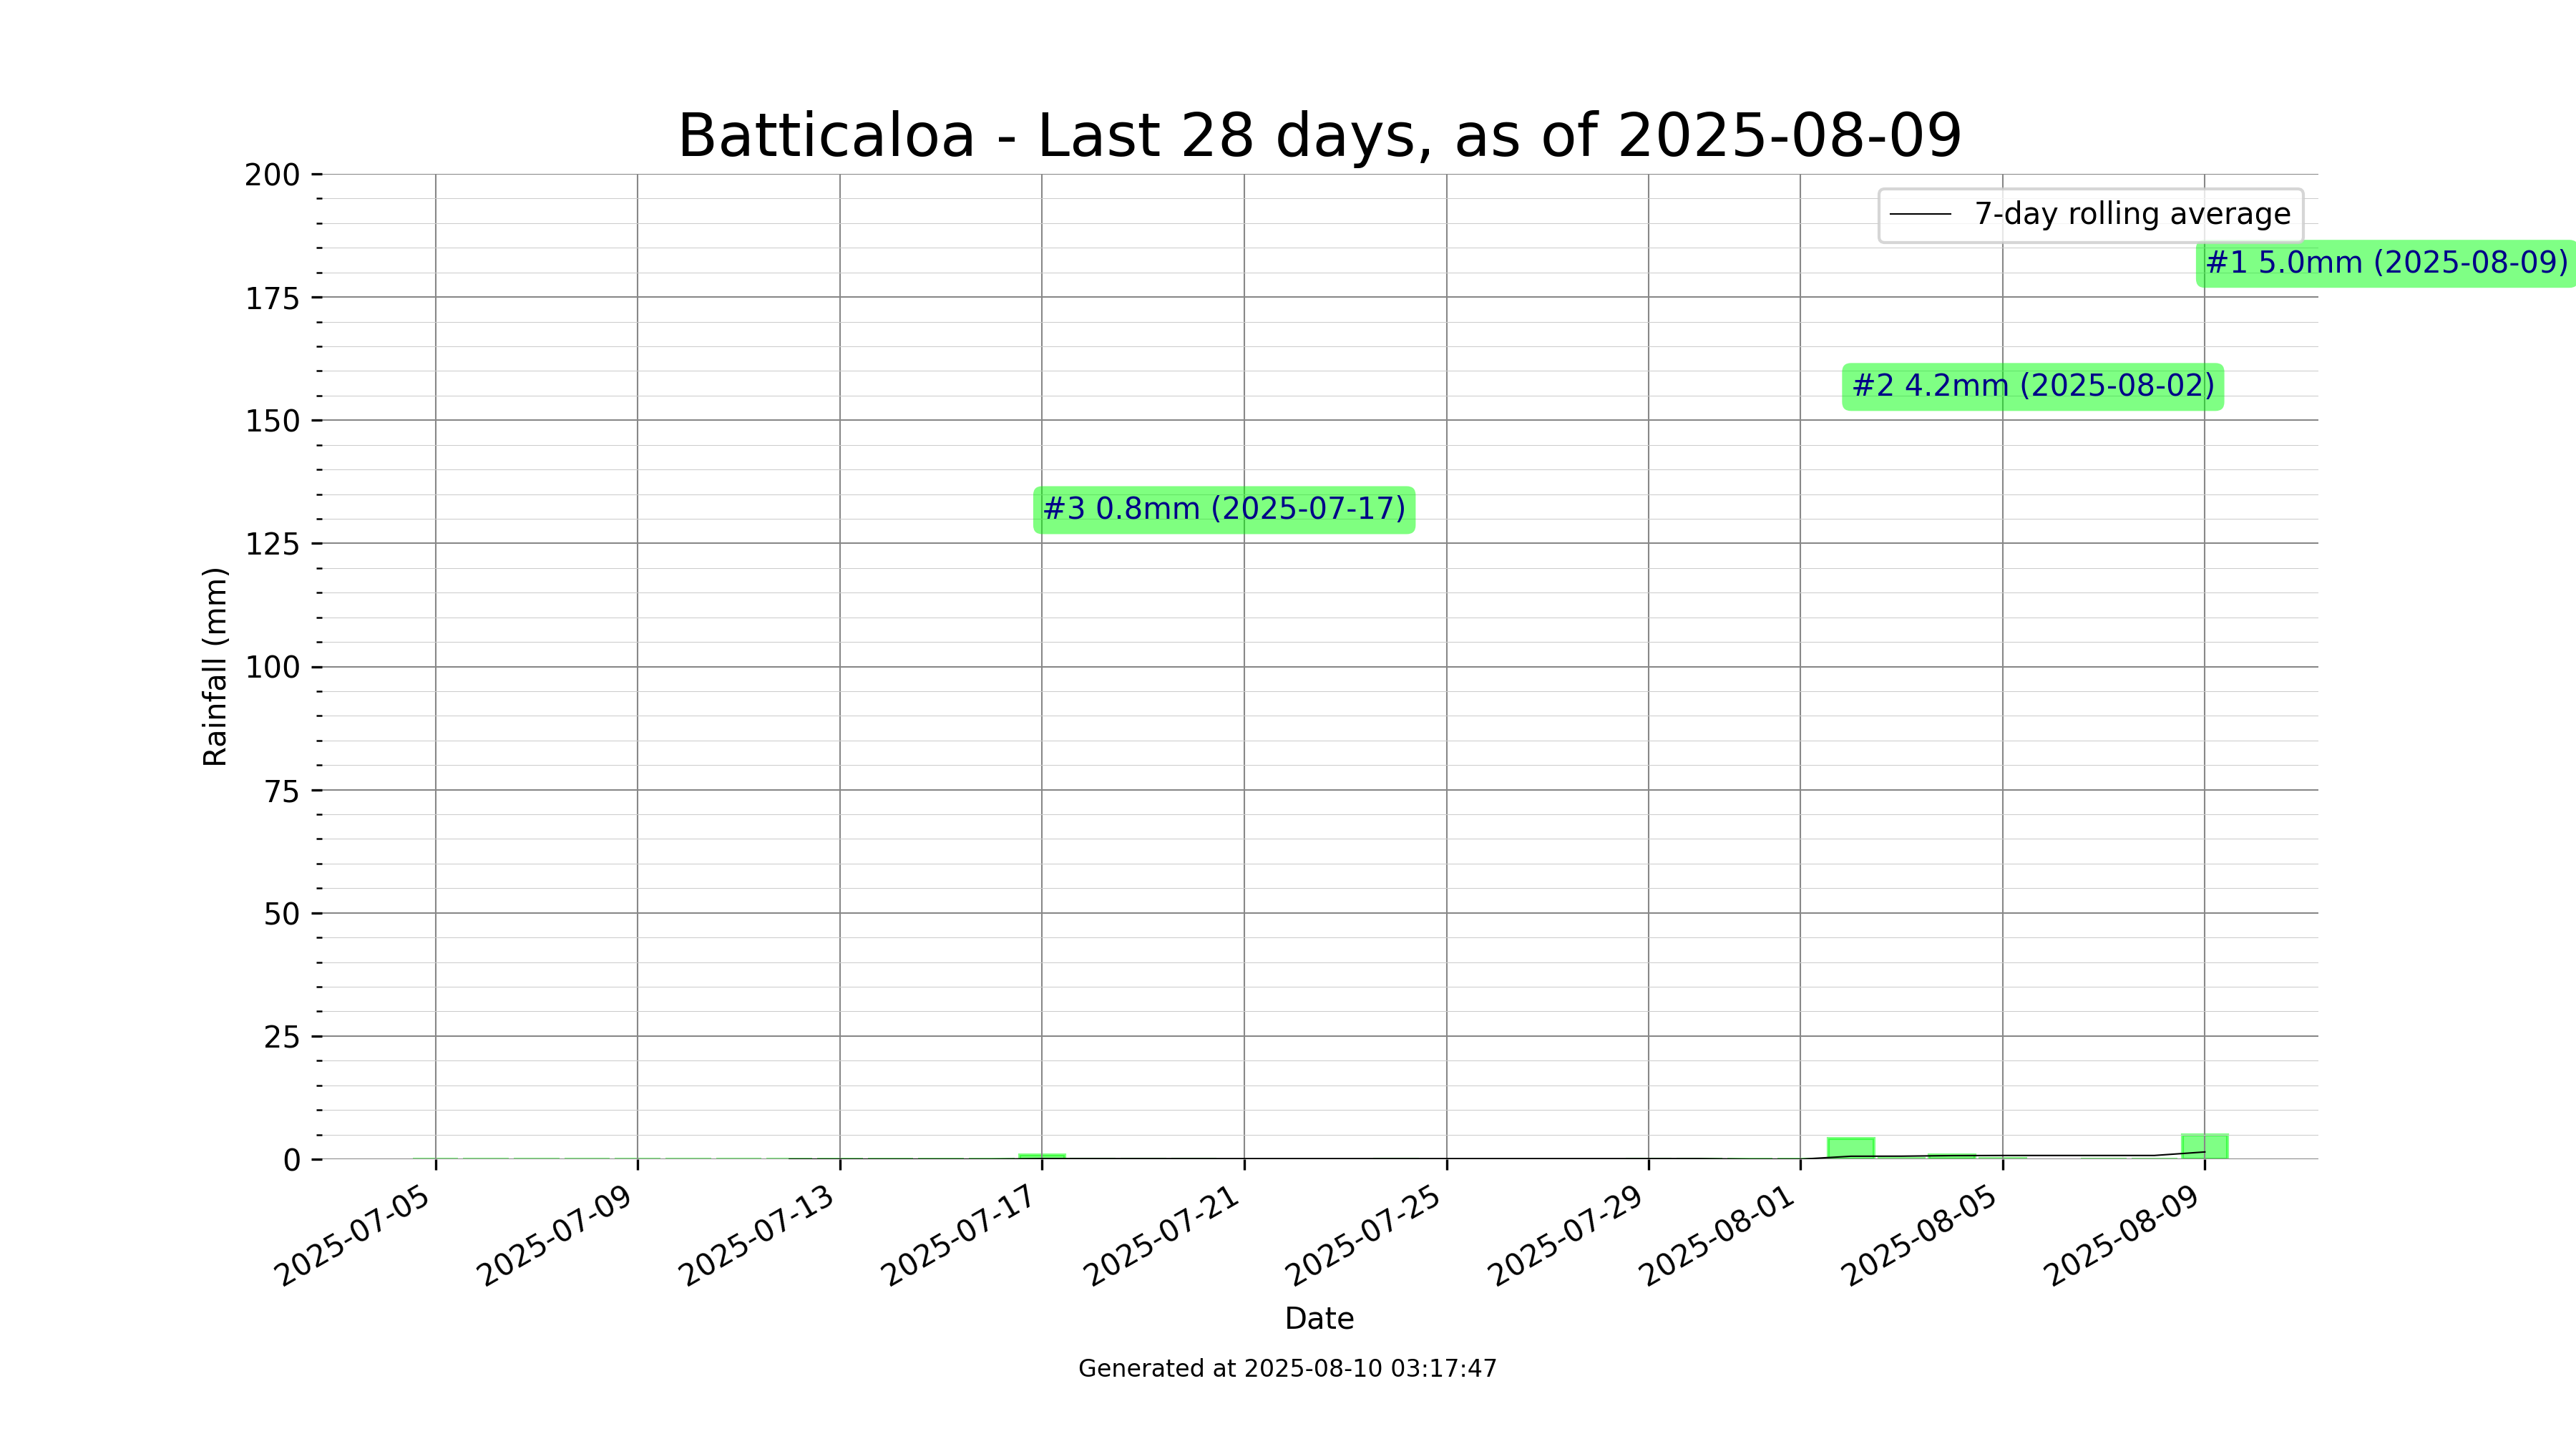 Batticaloa - Last 28 days, as of 2025-08-09
200
175
150
125
100
75
50
25
0
Rainfall (mm)
7-day rolling average
#1 5.0mm (2025-08-09)
#2 4.2mm (2025-08-02)
#3 0.8mm (2025-07-17)
2025-07-05
2025-07-09
2025-07-13
2025-07-17
2025-07-21
2025-07-25
2025-07-29
2025-08-01
2025-08-05
2025-08-09
Date
Generated at 2025-08-10 03:17:47